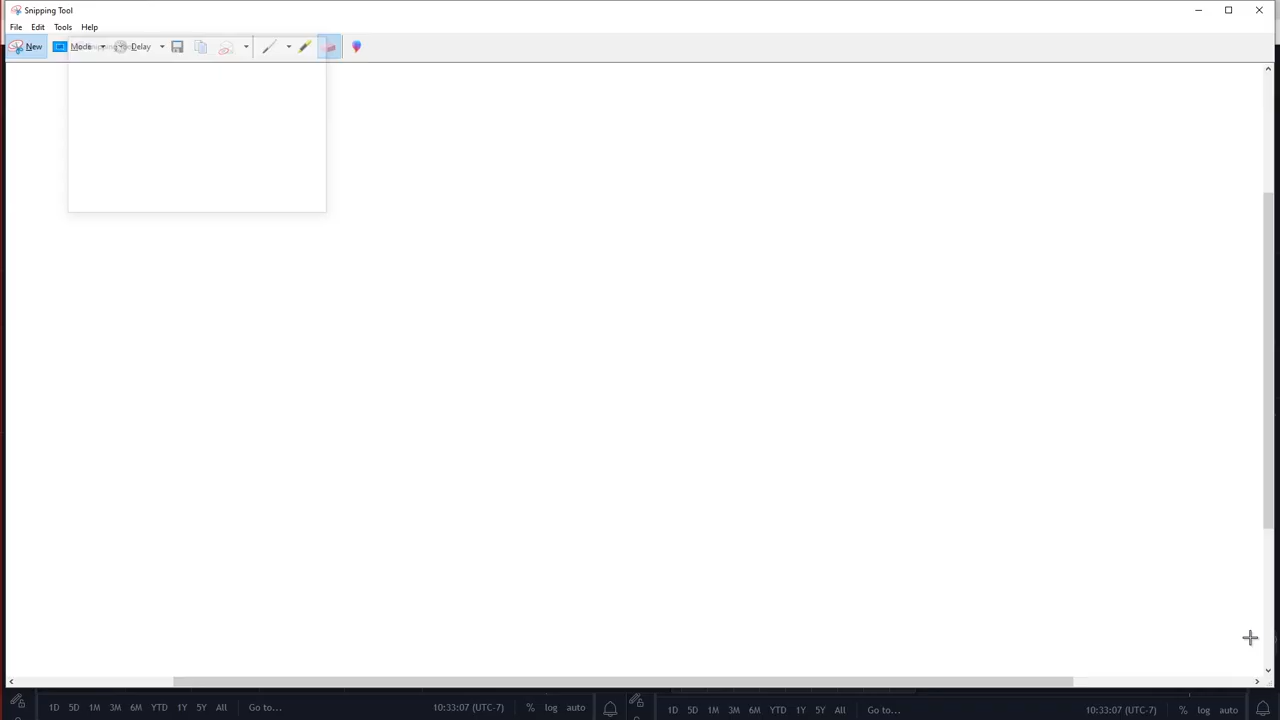 Snipping Tool
File Edit Tools Help
New Mode Delay
1D 5D 1M 3M 6M YTD 1Y 5Y All Go to... 10:33:07 (UTC-7) % log auto
1D 5D 1M 3M 6M YTD 1Y 5Y All Go to... 10:33:07 (UTC-7) % log auto